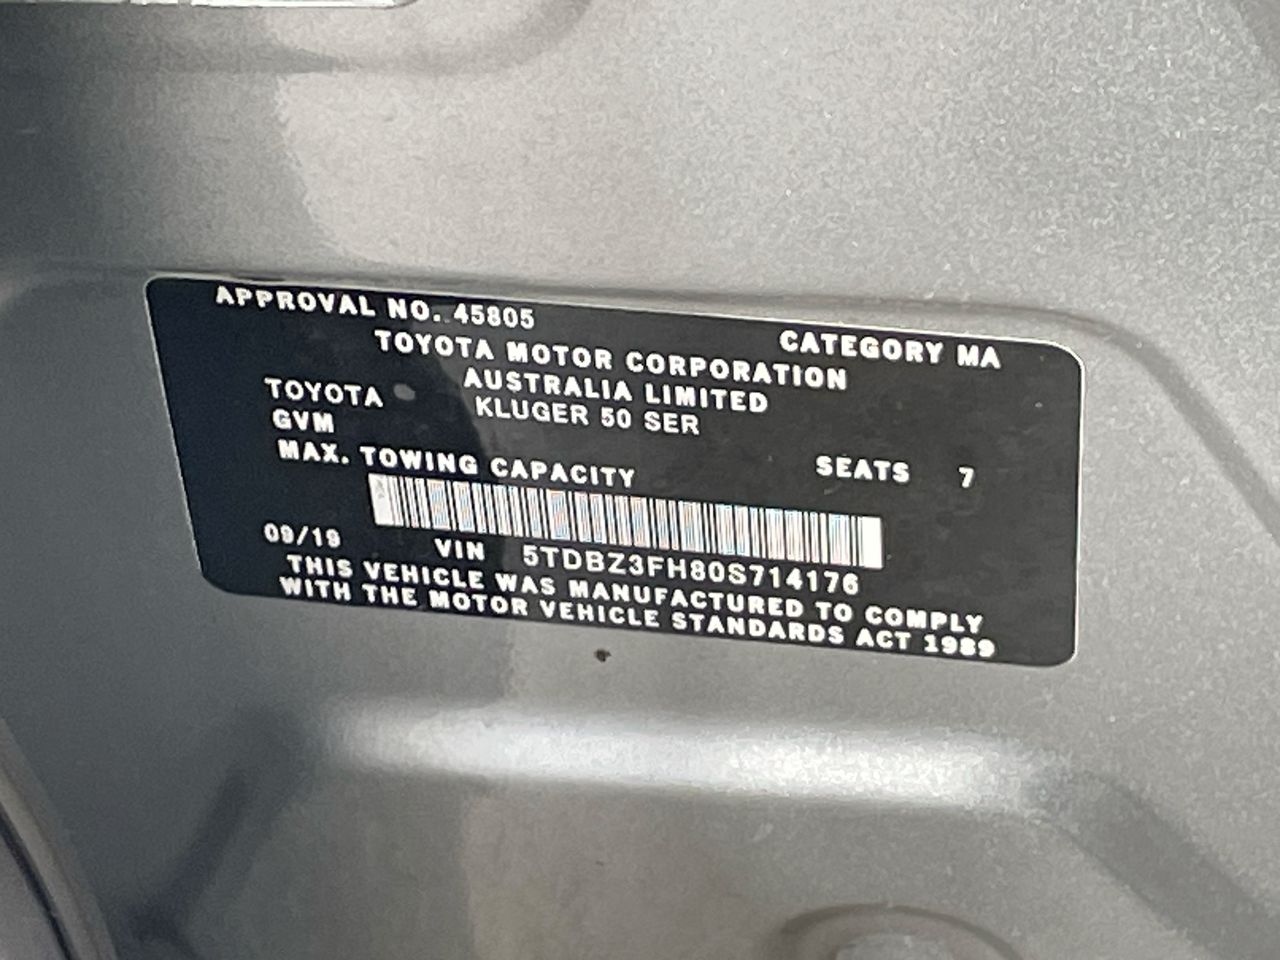 APPROVAL NO. 45805 CATEGORY MA
TOYOTA MOTOR CORPORATION
AUSTRALIA LIMITED
TOYOTA KLUGER 50 SER
GVM
MAX. TOWING CAPACITY SEATS 7
09/19 VIN 5TDBZ3FH80S714176
THIS VEHICLE WAS MANUFACTURED TO COMPLY
WITH THE MOTOR VEHICLE STANDARDS ACT 1989